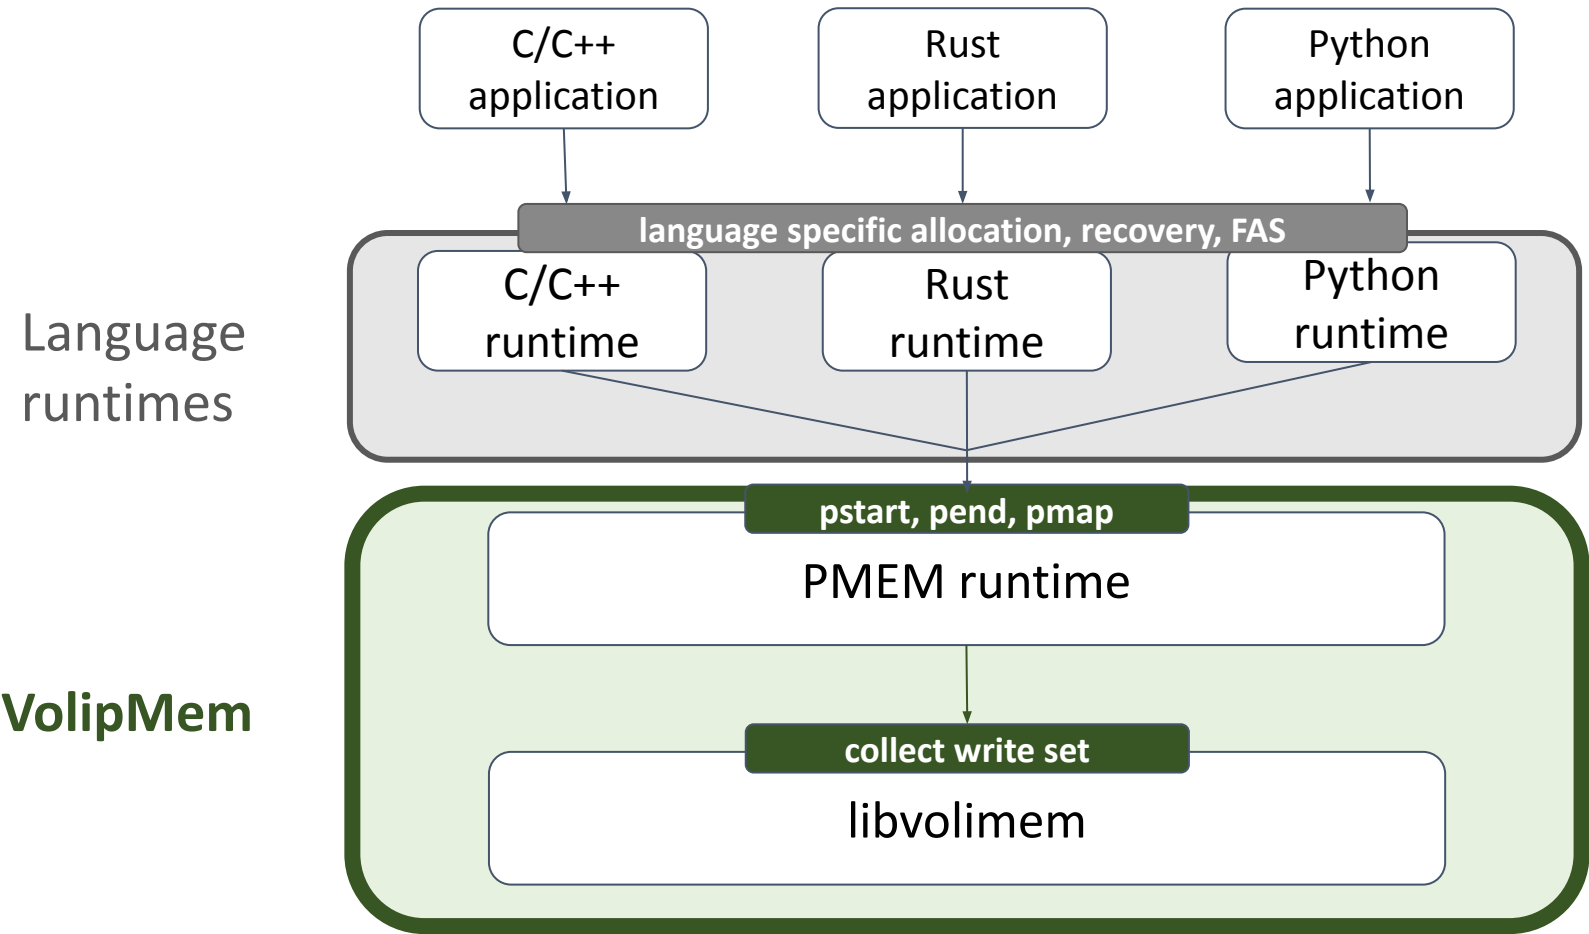 C/C++
application
Rust
application
Python
application
language specific allocation, recovery, FAS
C/C++
runtime
Rust
runtime
Python
runtime
Language
runtimes
pstart, pend, pmap
PMEM runtime
VolipMem
collect write set
libvolimem